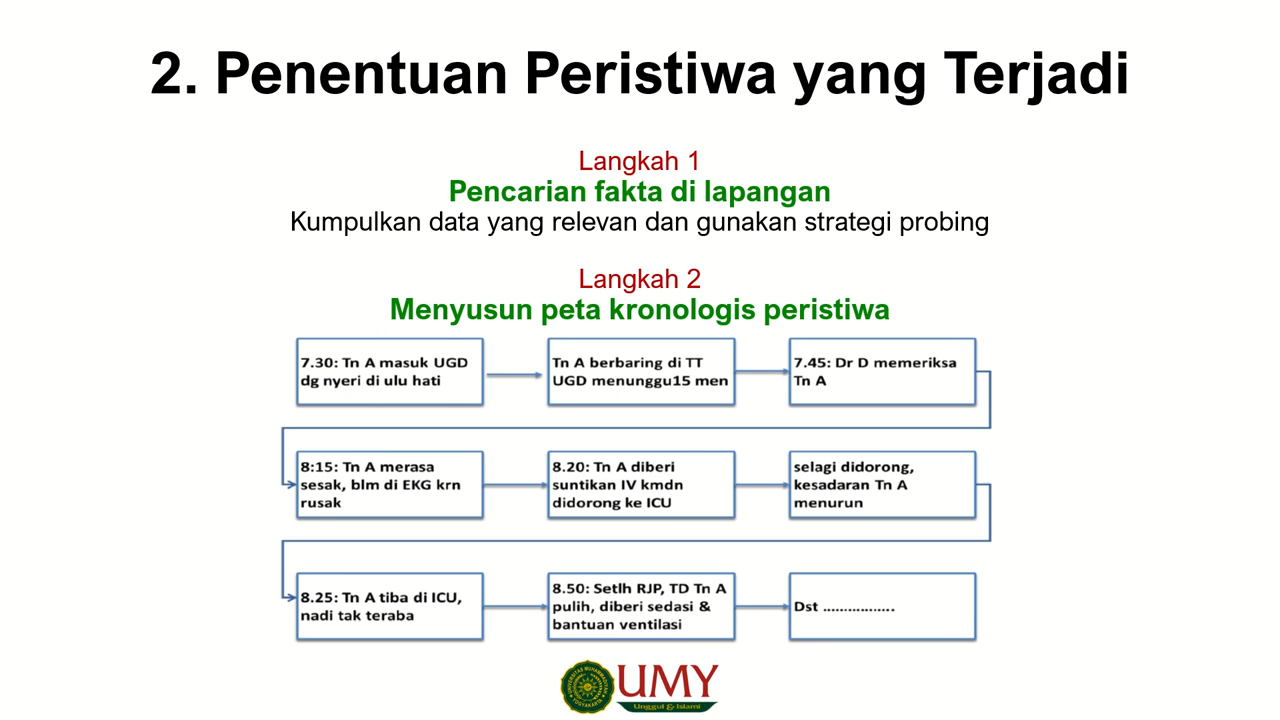 2. Penentuan Peristiwa yang Terjadi
Langkah 1
Pencarian fakta di lapangan
Kumpulkan data yang relevan dan gunakan strategi probing
Langkah 2
Menyusun peta kronologis peristiwa
7.30: Tn A masuk UGD
dg nyeri di ulu hati
Tn A berbaring di TT
UGD menunggu15 men
7.45: Dr D memeriksa
Tn A
8:15: Tn A merasa
sesak, blm di EKG krn
rusak
8.20: Tn A diberi
suntikan IV kmdn
didorong ke ICU
selagi didorong,
kesadaran Tn A
menurun
8.25: Tn A tiba di ICU,
nadi tak teraba
8.50: Setlh RJP, TD Tn A
pulih, diberi sedasi &
bantuan ventilasi
Dst .................
UMY
Unggul & Islami